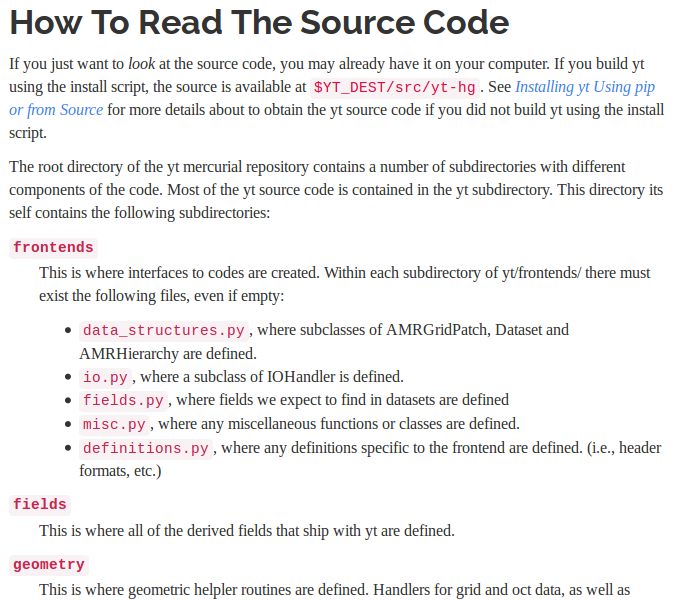 How To Read The Source Code
If you just want to look at the source code, you may already have it on your computer. If you build yt
using the install script, the source is available at $YT_DEST/src/yt-hg. See Installing yt Using pip
or from Source for more details about to obtain the yt source code if you did not build yt using the install
script.
The root directory of the yt mercurial repository contains a number of subdirectories with different
components of the code. Most of the yt source code is contained in the yt subdirectory. This directory its
self contains the following subdirectories:
frontends
This is where interfaces to codes are created. Within each subdirectory of yt/frontends/ there must
exist the following files, even if empty:
• data_structures.py, where subclasses of AMRGridPatch, Dataset and
AMRHierarchy are defined.
• io.py, where a subclass of IOHandler is defined.
• fields.py, where fields we expect to find in datasets are defined
• misc.py, where any miscellaneous functions or classes are defined.
• definitions.py, where any definitions specific to the frontend are defined. (i.e., header
formats, etc.)
fields
This is where all of the derived fields that ship with yt are defined.
geometry
This is where geometric helpler routines are defined. Handlers for grid and oct data, as well as